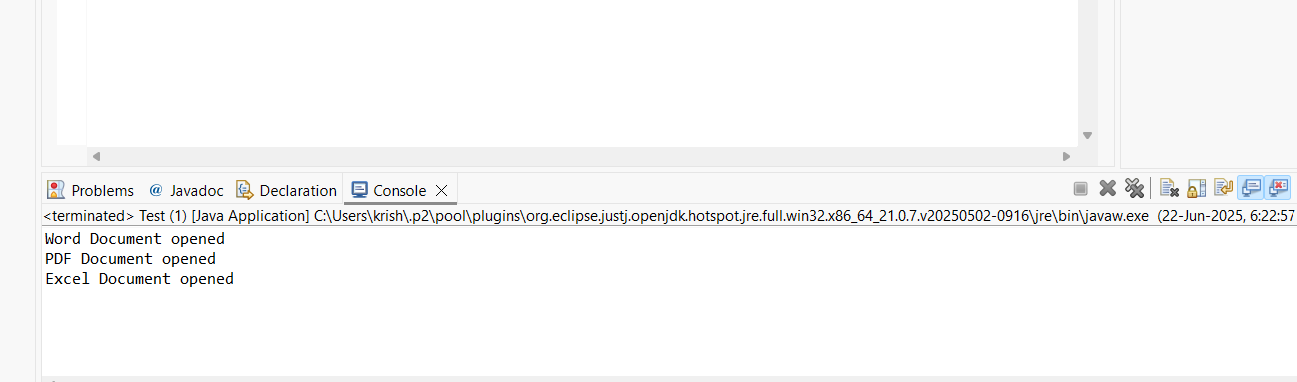 Problems @ Javadoc Declaration Console
<terminated> Test (1) [Java Application] C:\Users\krish\.p2\pool\plugins\org.eclipse.justj.openjdk.hotspot.jre.full.win32.x86_64_21.0.7.v20250502-0916\jre\bin\javaw.exe (22-Jun-2025, 6:22:57
Word Document opened
PDF Document opened
Excel Document opened